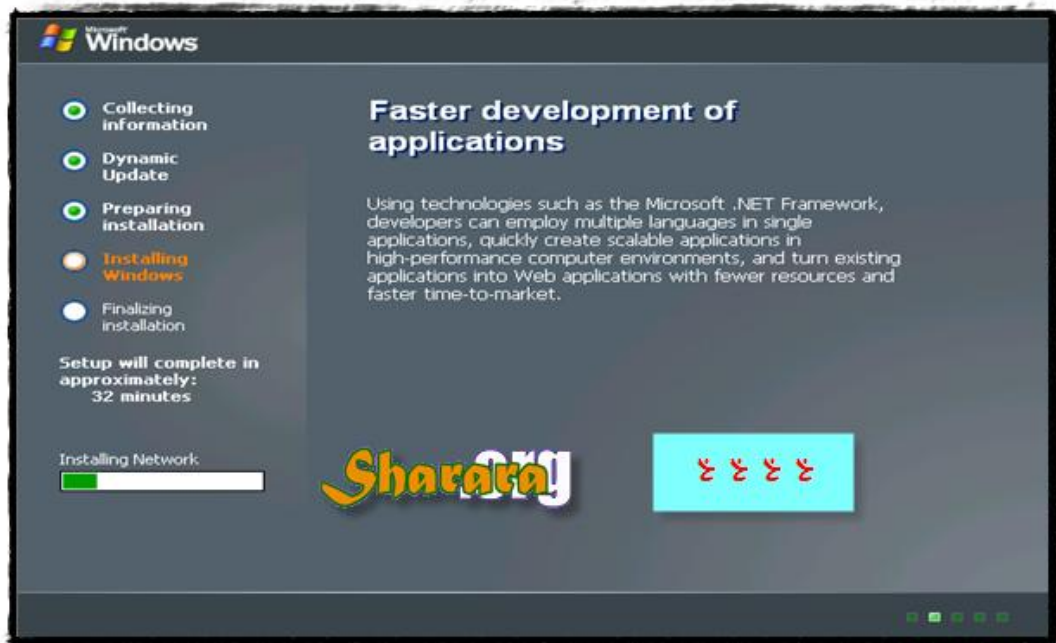 Microsoft
Windows
Collecting
information
Dynamic
Update
Preparing
installation
Installing
Windows
Finalizing
installation
Setup will complete in
approximately:
32 minutes
Installing Network
Faster development of
applications
Using technologies such as the Microsoft .NET Framework,
developers can employ multiple languages in single
applications, quickly create scalable applications in
high-performance computer environments, and turn existing
applications into Web applications with fewer resources and
faster time-to-market.
Sharara.org